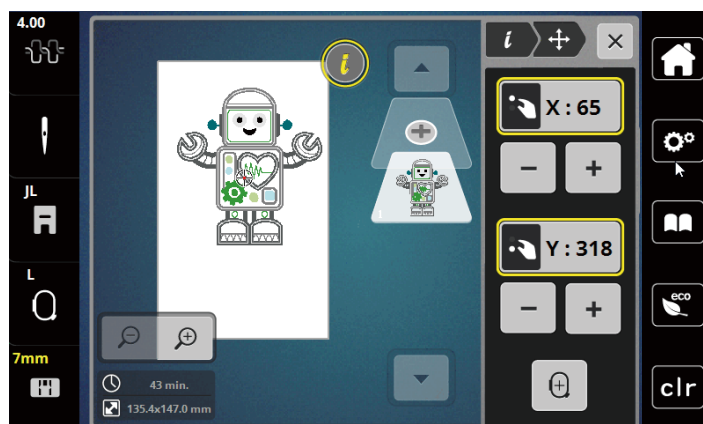 4.00
i
X : 65
JL
Y : 318
L
eco
7mm
43 min.
135.4x147.0 mm
clr
i
1